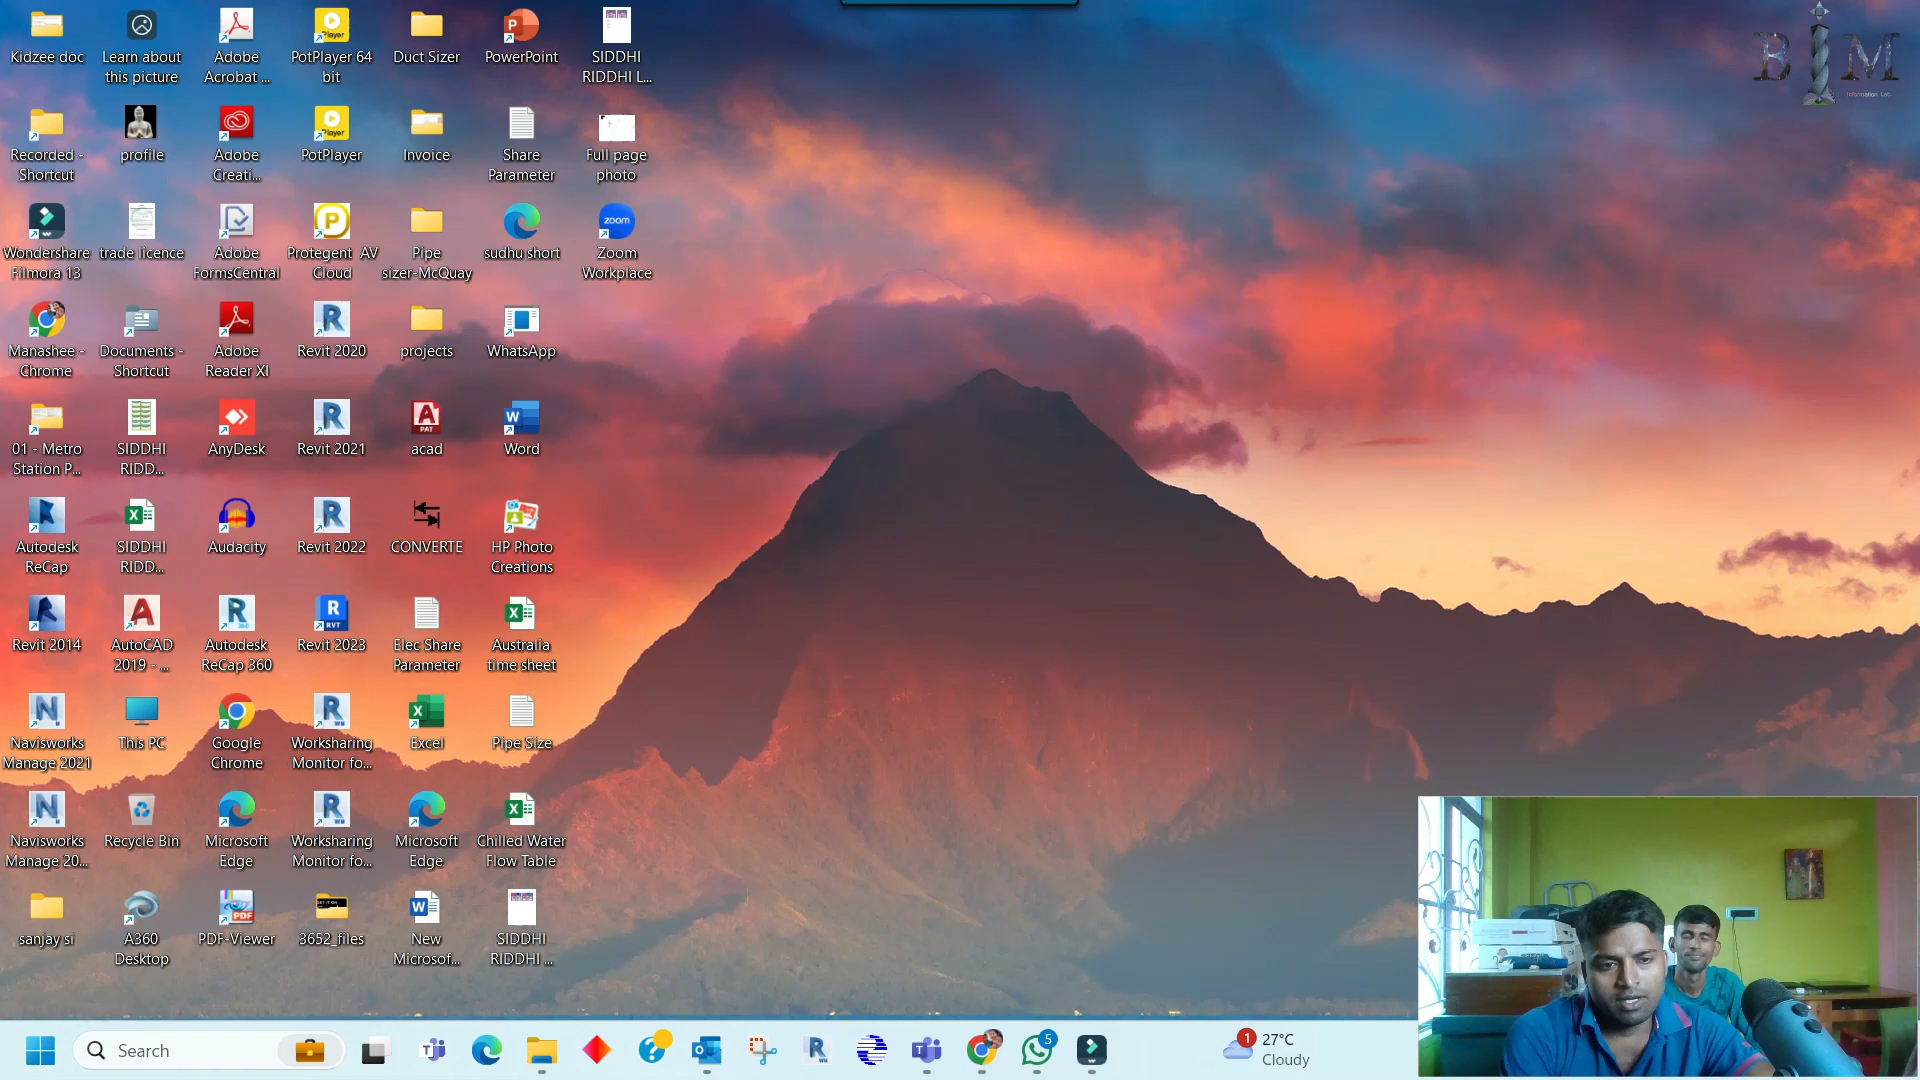 Kidzee doc
Learn about
this picture
Adobe
Acrobat ...
PotPlayer 64
bit
Duct Sizer
PowerPoint
SIDDHI
RIDDHI L...
BIM
Information Lab.
Recorded -
Shortcut
profile
Adobe
Creati...
PotPlayer
Invoice
Share
Parameter
Full page
photo
Wondershare
Filmora 13
trade licence
Adobe
FormsCentral
Protegent AV
Cloud
Pipe
sizer-McQuay
sudhu short
zoom
Zoom
Workplace
Manashee -
Chrome
Documents -
Shortcut
Adobe
Reader XI
Revit 2020
projects
WhatsApp
01 - Metro
Station P...
SIDDHI
RIDD...
AnyDesk
Revit 2021
acad
Word
Autodesk
ReCap
SIDDHI
RIDD...
Audacity
Revit 2022
CONVERTE
HP Photo
Creations
Revit 2014
AutoCAD
2019 - ...
Autodesk
ReCap 360
Revit 2023
Elec Share
Parameter
Australia
time sheet
Navisworks
Manage 2021
This PC
Google
Chrome
Worksharing
Monitor fo...
Excel
Pipe Size
Navisworks
Manage 20...
Recycle Bin
Microsoft
Edge
Worksharing
Monitor fo...
Microsoft
Edge
Chilled Water
Flow Table
sanjay si
A360
Desktop
PDF-Viewer
3652_files
New
Microsof...
SIDDHI
RIDDHI ...
Search
5
1
27°C
Cloudy